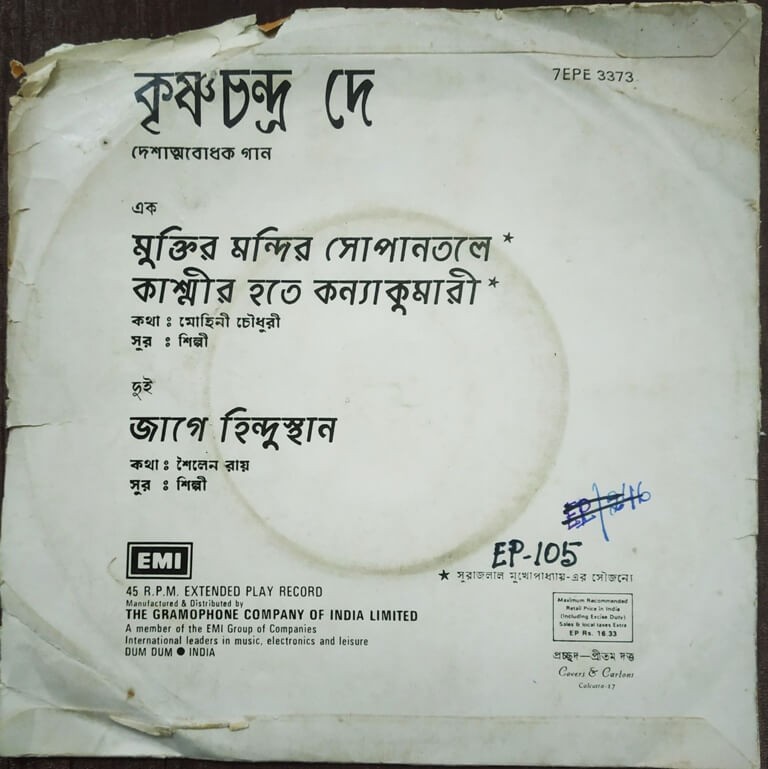 কৃষ্ণচন্দ্র দে
7EPE 3373
দেশাত্মবোধক গান
এক
মুক্তির মন্দির সোপানতলে *
কাশ্মীর হতে কন্যাকুমারী *
কথা : মোহিনী চৌধুরী
সুর : শিল্পী
দুই
জাগে হিন্দুস্থান
কথা : শৈলেন রায়
সুর : শিল্পী
EP-105
★ সুরাজলাল মুখোপাধ্যায়-এর সৌজন্যে
EMI
45 R.P.M. EXTENDED PLAY RECORD
Manufactured & Distributed by
THE GRAMOPHONE COMPANY OF INDIA LIMITED
A member of the EMI Group of Companies
International leaders in music, electronics and leisure
DUM DUM ● INDIA
Maximum Recommended
Retail Price in India
(Including Excise Duty)
Sales & local taxes Extra
EP Rs. 16.33
প্রচ্ছদ—প্রীতম দত্ত
Covers & Cartons
Calcutta-17